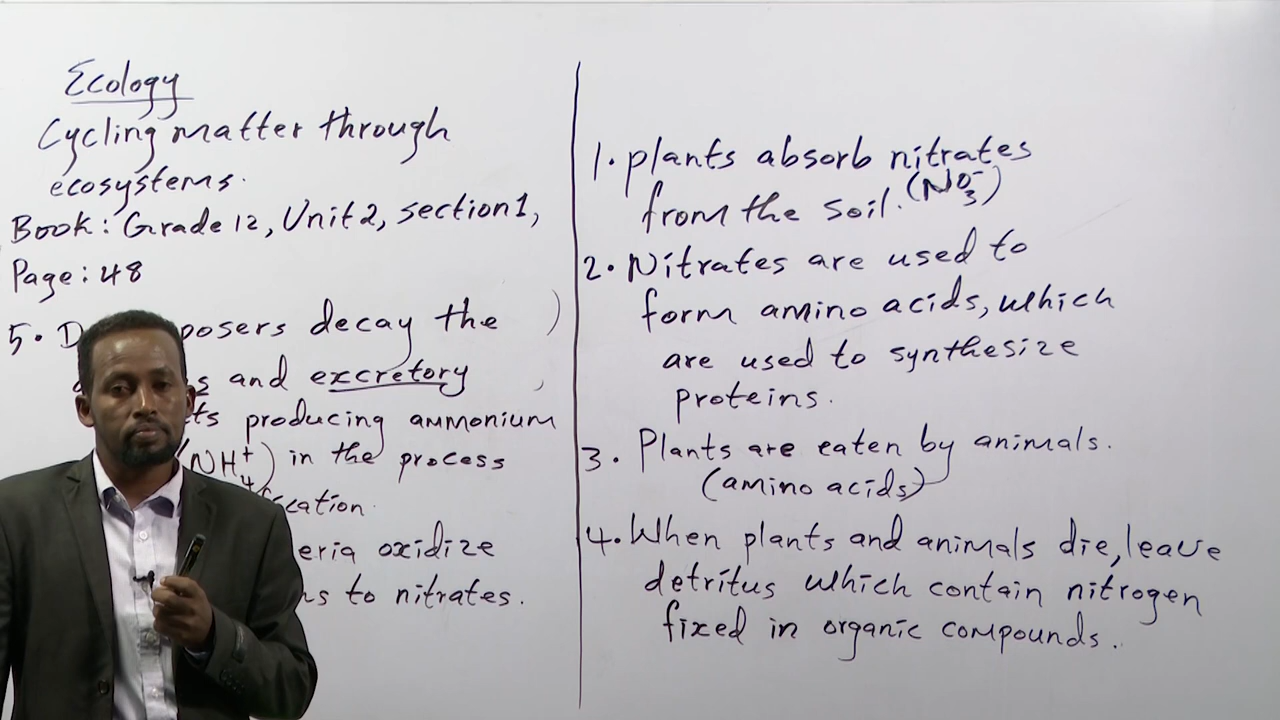 Ecology
Cycling matter through
ecosystems.
Book: Grade 12, Unit 2, section 1,
Page: 48
5. posers decay the
and excretory
producing ammonium
(NH4+) in the process
oxidize
to nitrates.
1. plants absorb nitrates
from the soil. (NO3-)
2. Nitrates are used to
form amino acids, which
are used to synthesize
proteins.
3. Plants are eaten by animals.
(amino acids)
4. When plants and animals die, leave
detritus which contain nitrogen
fixed in organic compounds.